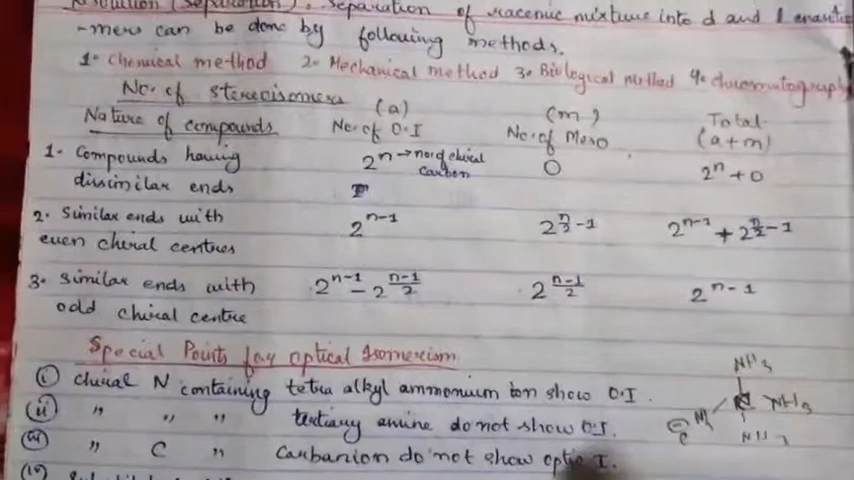 (separation). separation of racemic mixture into d and l enantio
-mers can be done by following methods.
1. Chemical method 2. Mechanical method 3. Biological method 4. chromatography
No. of stereoisomers
Nature of compounds (a) No. of O.I (m) No. of Meso Total (a+m)
1. Compounds having dissimilar ends 2^n → no. of chiral carbon 0 2^n + 0
2. Similar ends with even chiral centres 2^(n-1) 2^(n/2 - 1) 2^(n-1) + 2^(n/2 - 1)
3. Similar ends with odd chiral centre 2^(n-1) - 2^((n-1)/2) 2^((n-1)/2) 2^(n-1)
Special Points for optical Isomerism
(i) chiral N containing tetra alkyl ammonium ion show O.I.
(ii) " " " tertiary amine do not show O.I.
(iii) " C " Carbanion do not show I.
(iv)
NH3
NH3
NH3